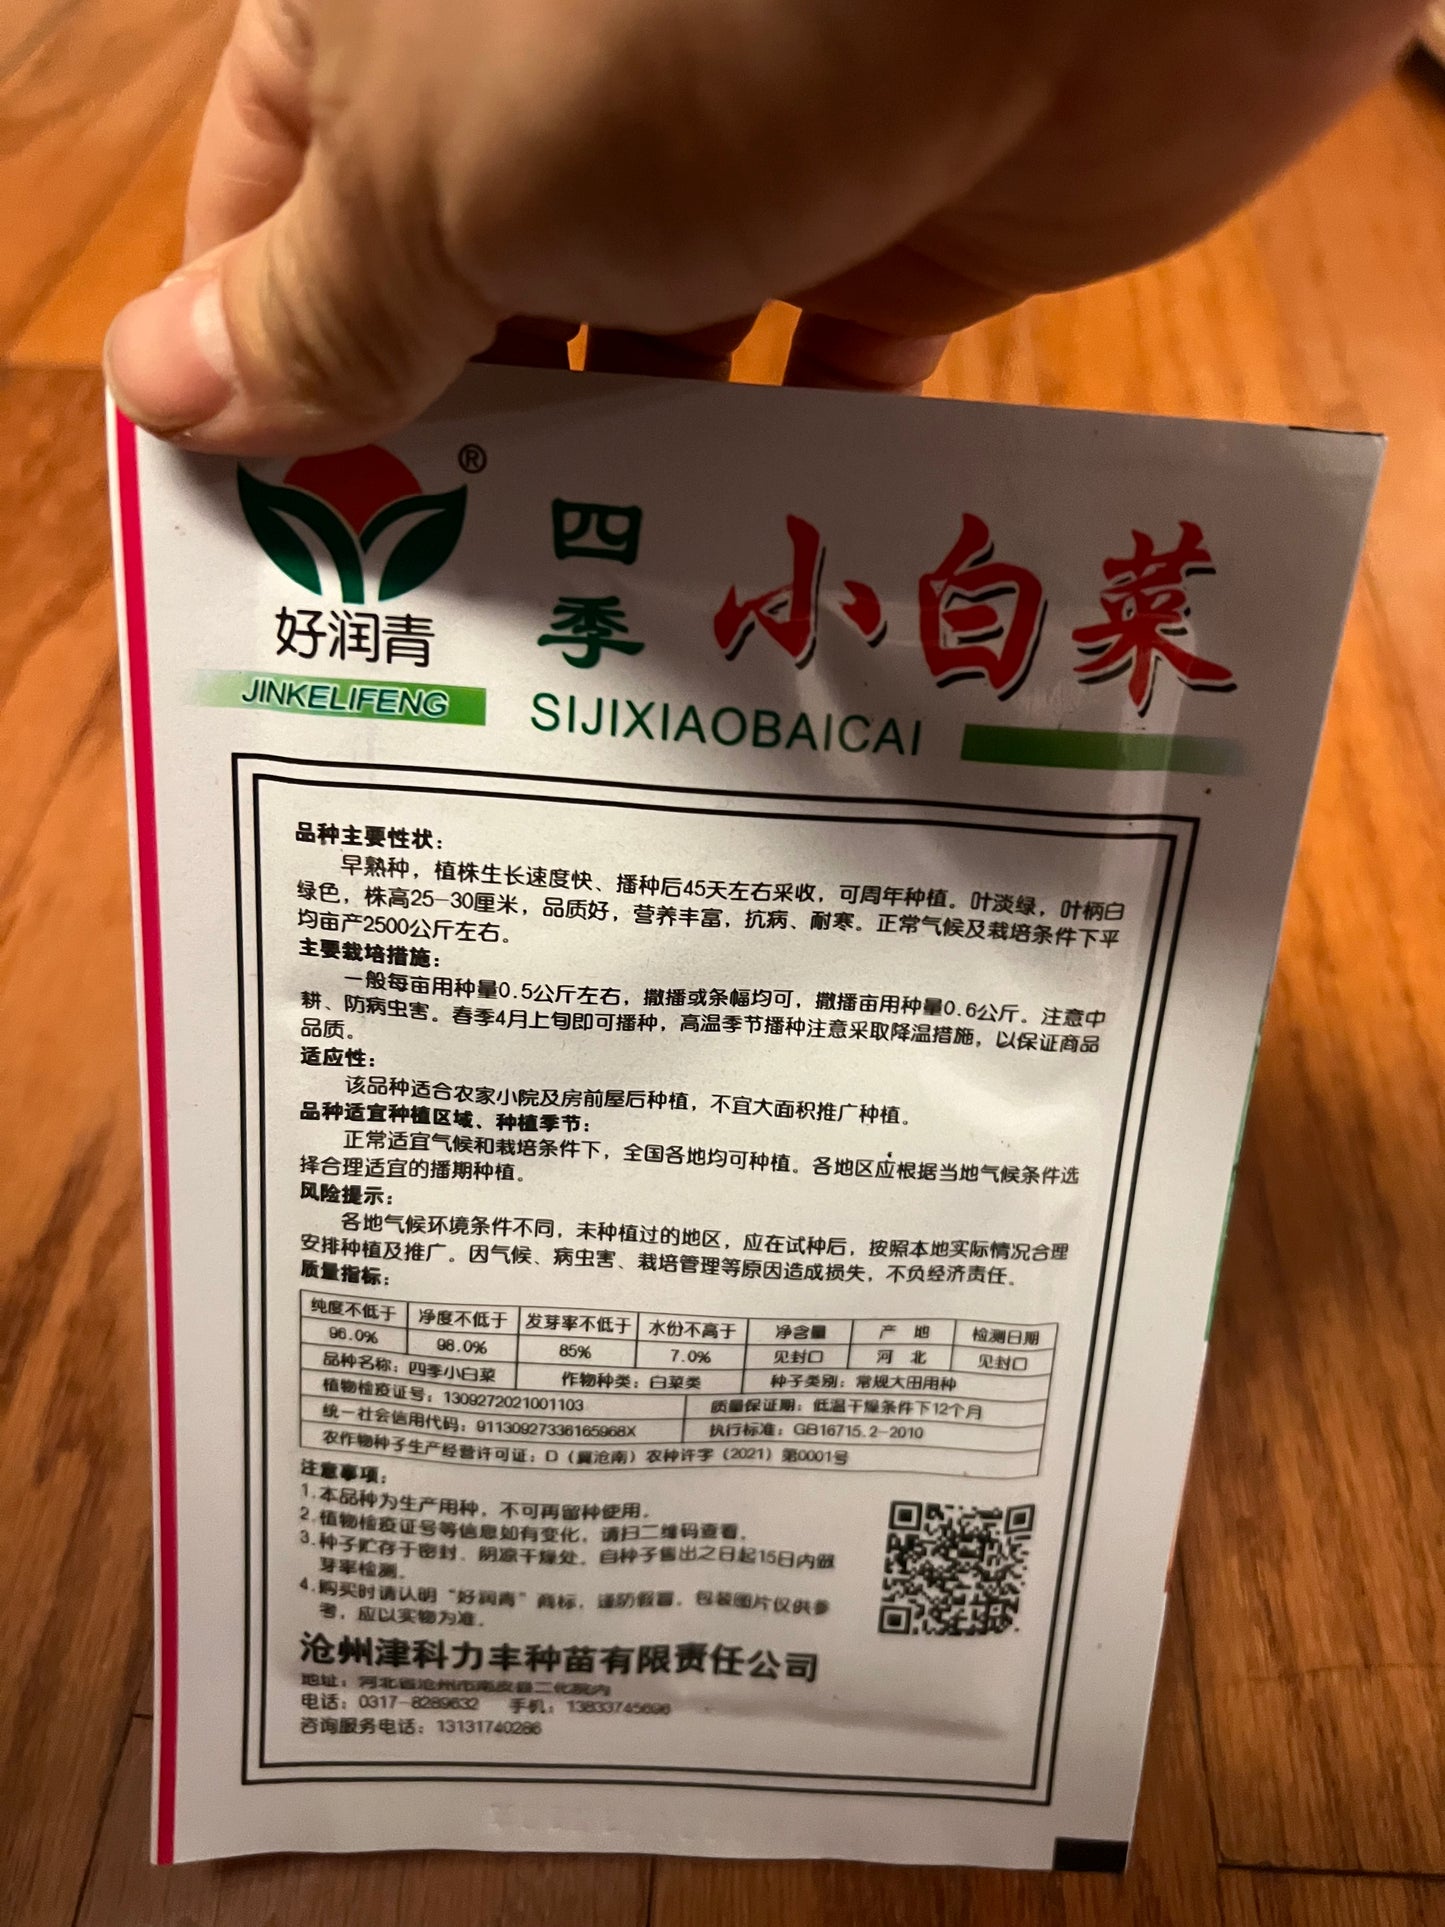 ®
好润青
JINKELIFENG
四季
小白菜
SIJIXIAOBAICAI
品种主要性状：
早熟种，植株生长速度快、播种后45天左右采收，可周年种植。叶淡绿，叶柄白
绿色，株高25-30厘米，品质好，营养丰富，抗病、耐寒。正常气候及栽培条件下平
均亩产2500公斤左右。
主要栽培措施：
一般每亩用种量0.5公斤左右，撒播或条幅均可，撒播亩用种量0.6公斤。注意中
耕、防病虫害。春季4月上旬即可播种，高温季节播种注意采取降温措施，以保证商品
品质。
适应性：
该品种适合农家小院及房前屋后种植，不宜大面积推广种植。
品种适宜种植区域、种植季节：
正常适宜气候和栽培条件下，全国各地均可种植。各地区应根据当地气候条件选
择合理适宜的播期种植。
风险提示：
各地气候环境条件不同，未种植过的地区，应在试种后，按照本地实际情况合理
安排种植及推广。因气候、病虫害、栽培管理等原因造成损失，不负经济责任。
质量指标：
纯度不低于 净度不低于 发芽率不低于 水份不高于 净含量 产 地 检测日期
96.0% 98.0% 85% 7.0% 见封口 河 北 见封口
品种名称：四季小白菜 作物种类：白菜类 种子类别：常规大田用种
植物检疫证号：1309272021001103 质量保证期：低温干燥条件下12个月
统一社会信用代码：91130927336165968X 执行标准：GB16715.2-2010
农作物种子生产经营许可证：D（冀沧南）农种许字（2021）第0001号
注意事项：
1.本品种为生产用种，不可再留种使用。
2.植物检疫证号等信息如有变化，请扫二维码查看。
3.种子贮存于密封、阴凉干燥处。自种子售出之日起15日内做
芽率检测。
4.购买时请认明“好润青”商标，谨防假冒。包装图片仅供参
考，应以实物为准。
沧州津科力丰种苗有限责任公司
地址：河北省沧州市南皮县二化院内
电话：0317-8289632 手机：13833745696
咨询服务电话：13131740286